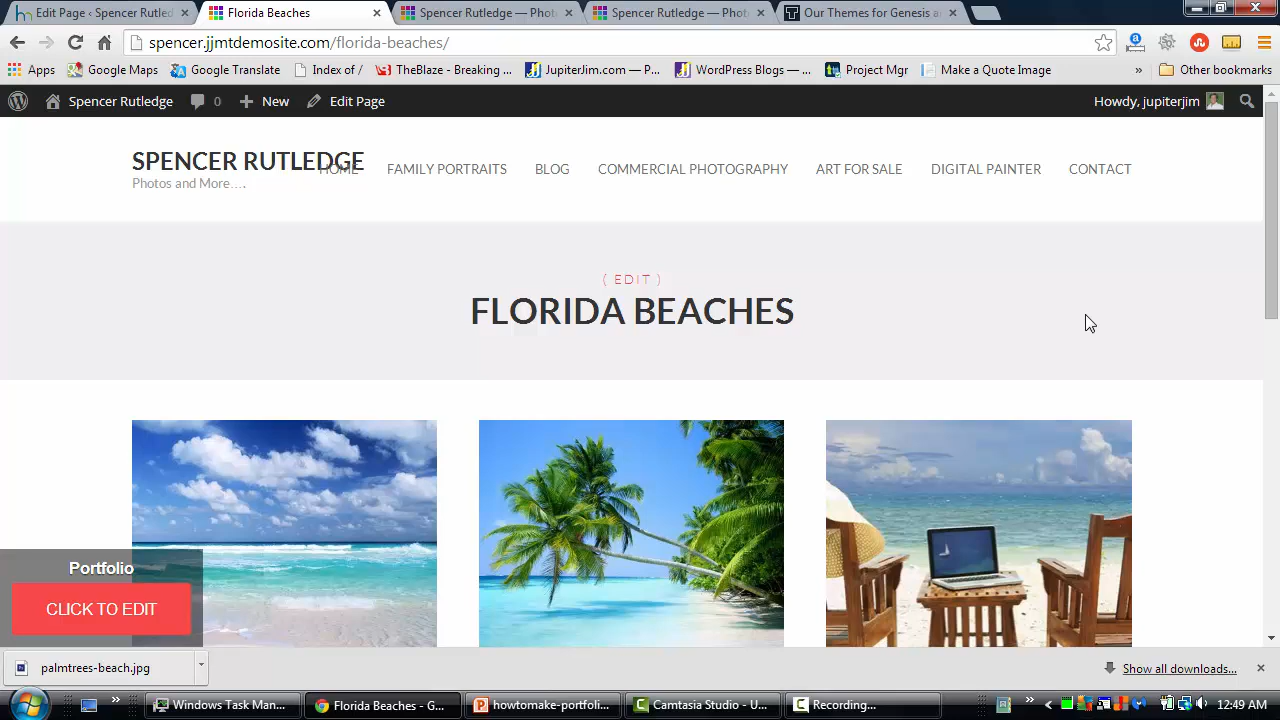 Edit Page ‹ Spencer Rutled
Florida Beaches
Spencer Rutledge — Phot
Spencer Rutledge — Phot
Our Themes for Genesis a
spencer.jjmtdemosite.com/florida-beaches/
Apps
Google Maps
Google Translate
Index of /
TheBlaze - Breaking ...
JupiterJim.com — P...
WordPress Blogs — ...
Project Mgr
Make a Quote Image
»
Other bookmarks
Spencer Rutledge
0
New
Edit Page
Howdy, jupiterjim
SPENCER RUTLEDGE
Photos and More….
HOME
FAMILY PORTRAITS
BLOG
COMMERCIAL PHOTOGRAPHY
ART FOR SALE
DIGITAL PAINTER
CONTACT
( EDIT )
FLORIDA BEACHES
Portfolio
CLICK TO EDIT
palmtrees-beach.jpg
Show all downloads...
Windows Task Man...
Florida Beaches - G...
howtomake-portfoli...
Camtasia Studio - U...
Recording...
12:49 AM